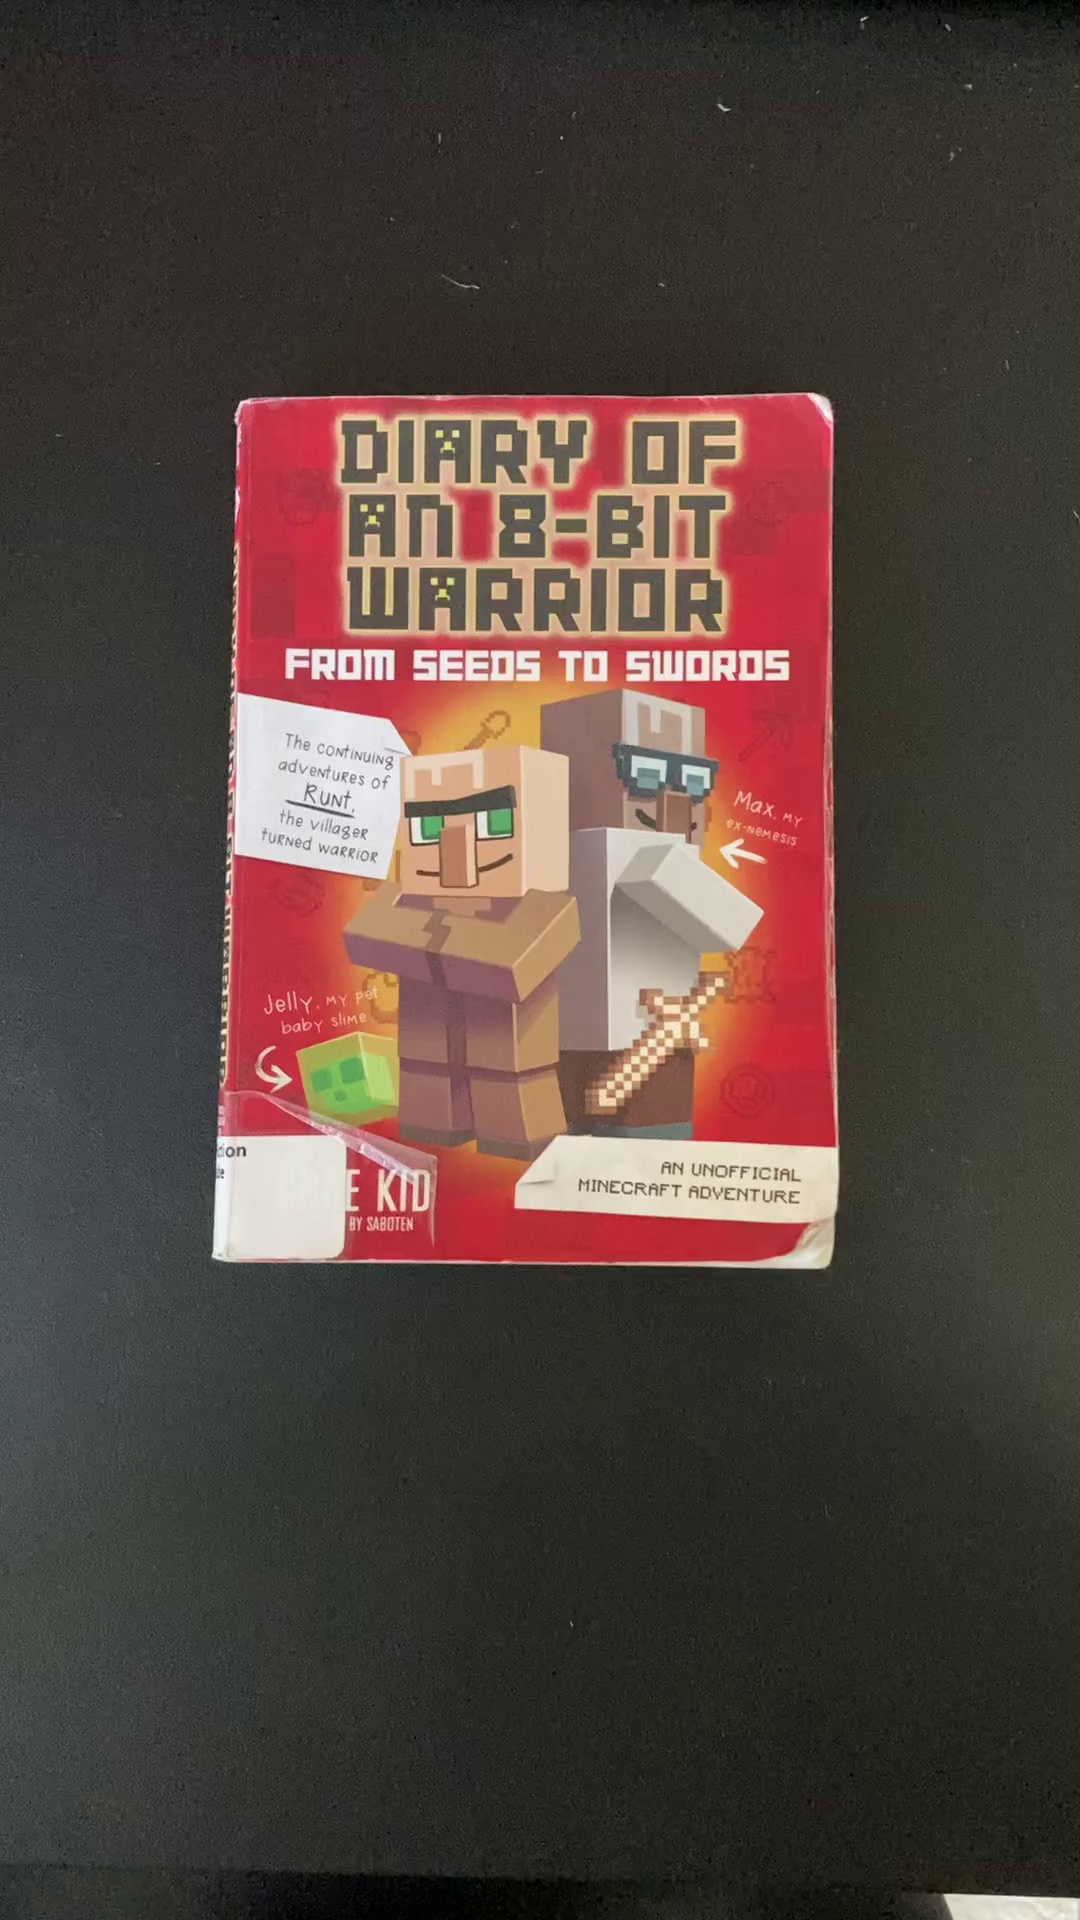 DIARY OF
AN 8-BIT
WARRIOR
FROM SEEDS TO SWORDS
The continuing
adventures of
Runt,
the villager
turned warrior
Max, my
ex-nemesis
Jelly, my pet
baby slime
KID
BY SABOTEN
AN UNOFFICIAL
MINECRAFT ADVENTURE